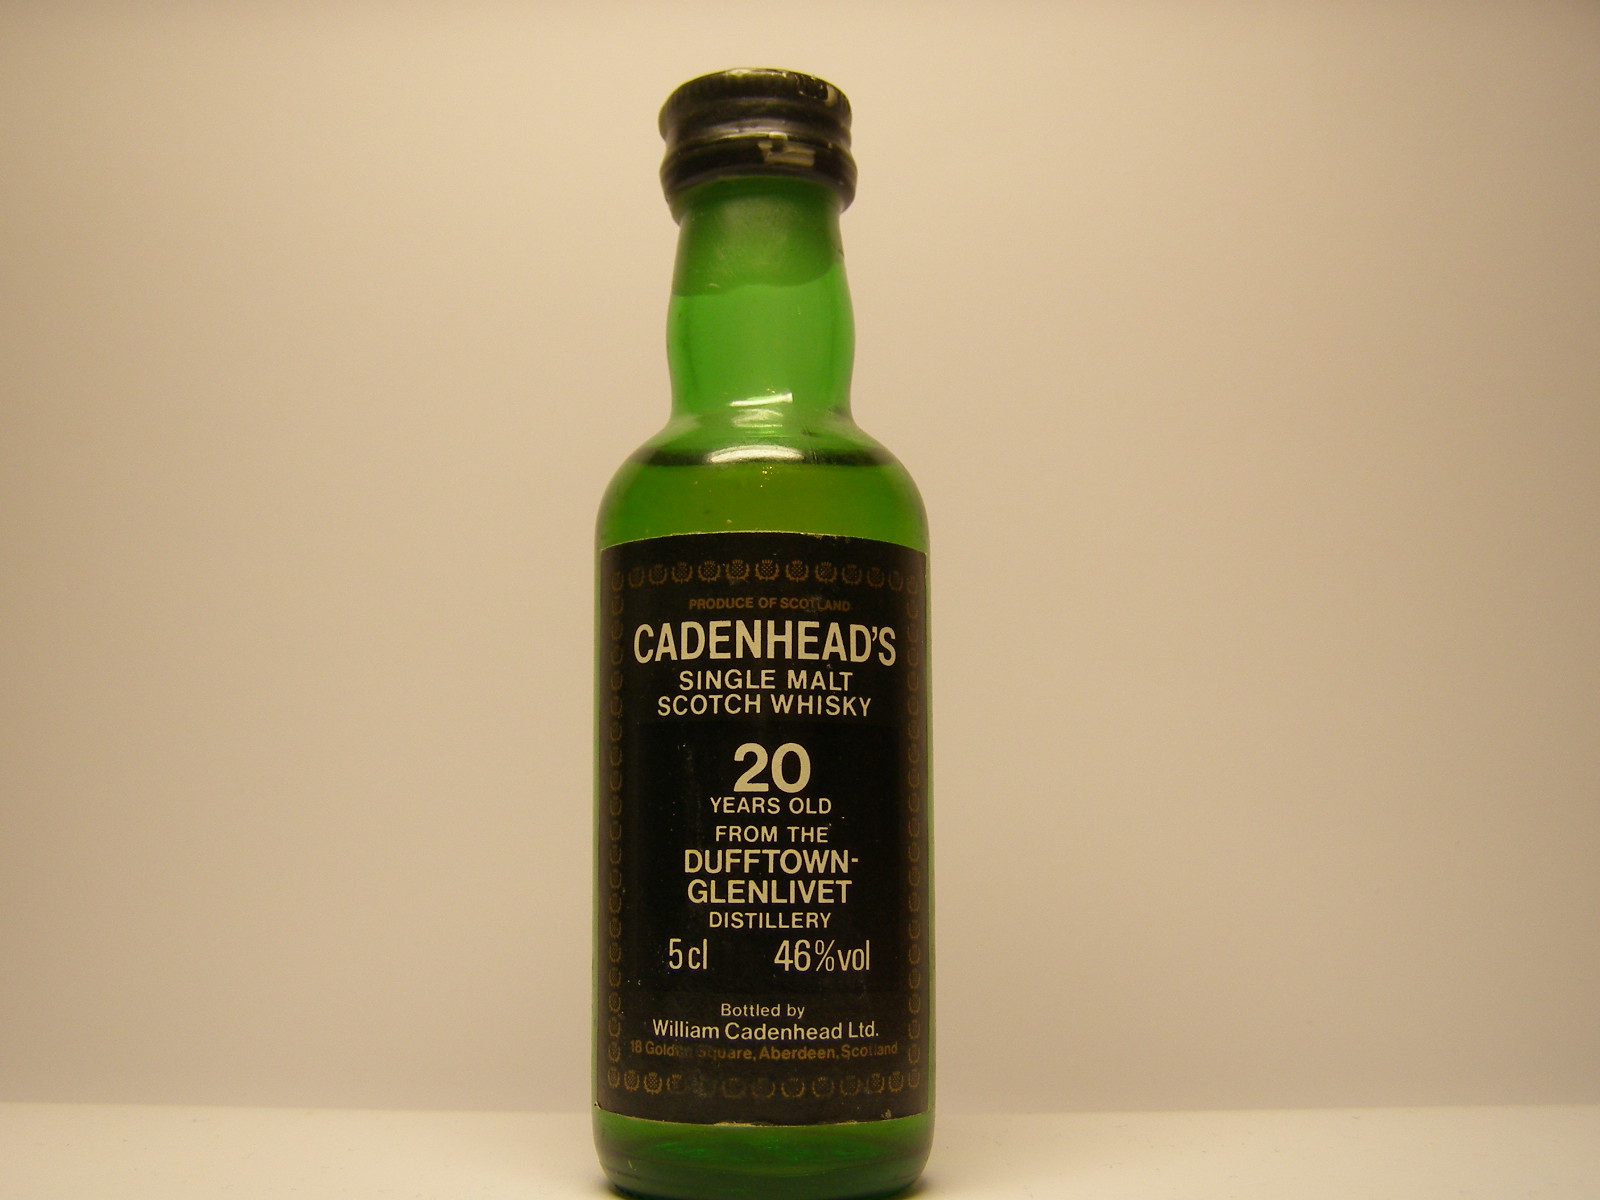 PRODUCE OF SCOTLAND
CADENHEAD'S
SINGLE MALT
SCOTCH WHISKY
20
YEARS OLD
FROM THE
DUFFTOWN-
GLENLIVET
DISTILLERY
5cl 46%vol
Bottled by
William Cadenhead Ltd.
18 Golden Square, Aberdeen, Scotland